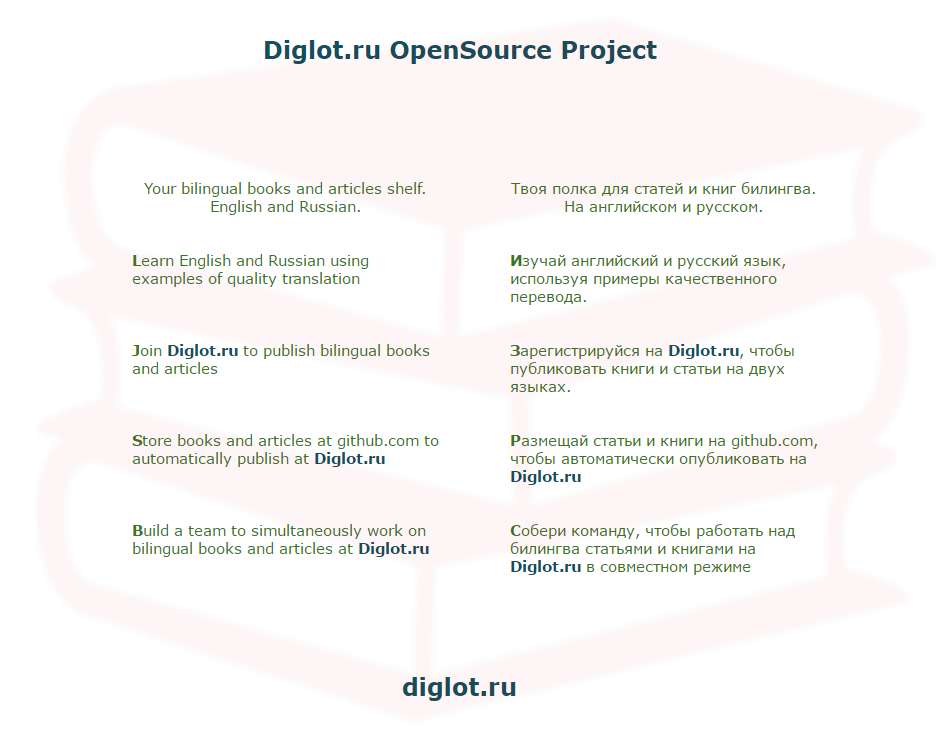 Diglot.ru OpenSource Project
Your bilingual books and articles shelf.
English and Russian.
Learn English and Russian using
examples of quality translation
Join Diglot.ru to publish bilingual books
and articles
Store books and articles at github.com to
automatically publish at Diglot.ru
Build a team to simultaneously work on
bilingual books and articles at Diglot.ru
Твоя полка для статей и книг билингва.
На английском и русском.
Изучай английский и русский язык,
используя примеры качественного
перевода.
Зарегистрируйся на Diglot.ru, чтобы
публиковать книги и статьи на двух
языках.
Размещай статьи и книги на github.com,
чтобы автоматически опубликовать на
Diglot.ru
Собери команду, чтобы работать над
билингва статьями и книгами на
Diglot.ru в совместном режиме
diglot.ru